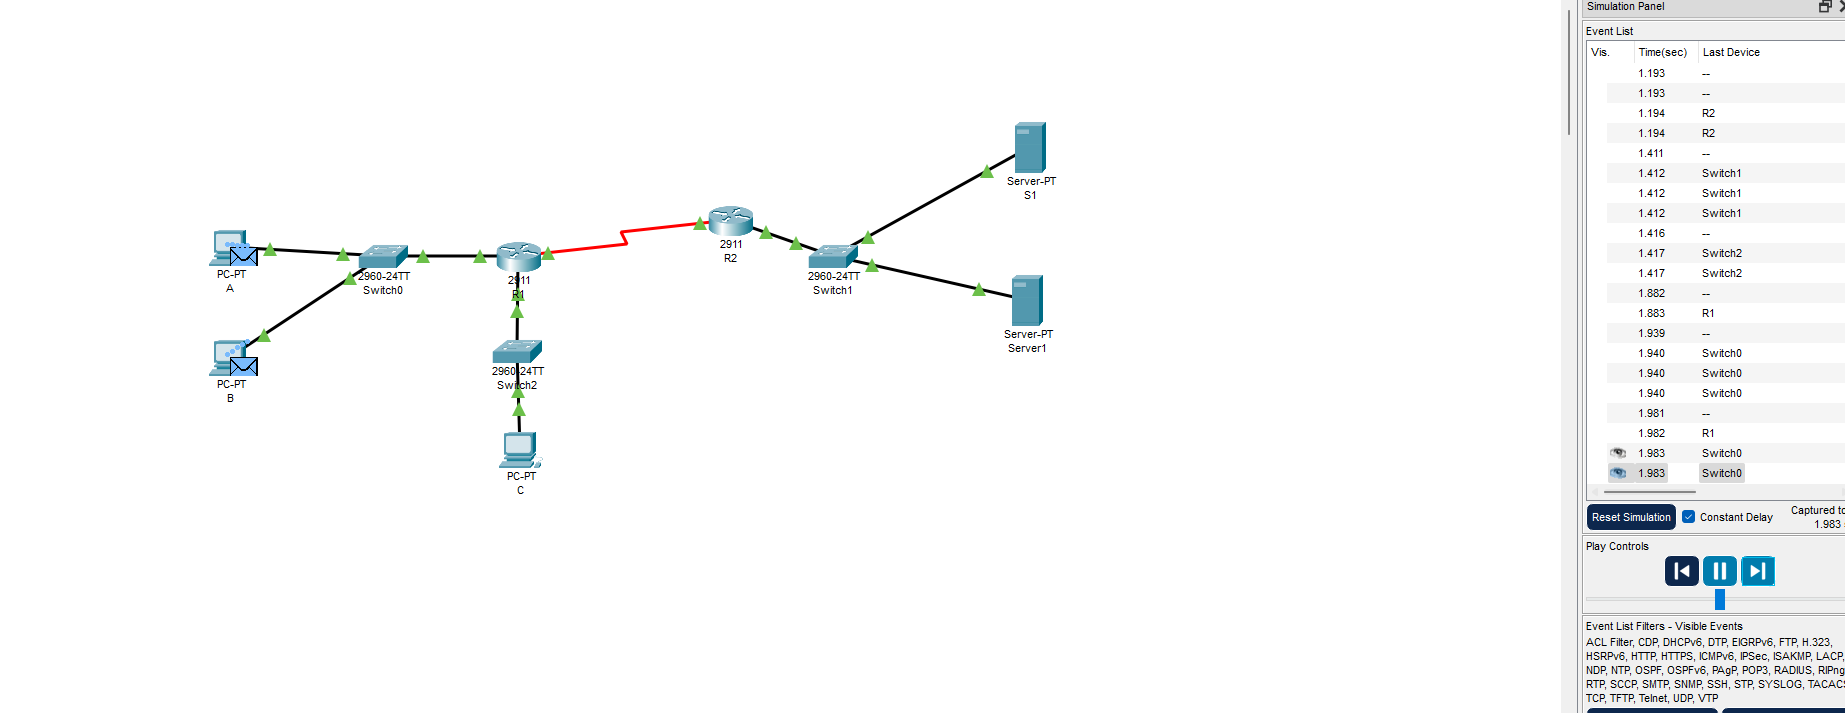 Simulation Panel
Event List
Vis. Time(sec) Last Device
1.193 --
1.193 --
1.194 R2
1.194 R2
1.411 --
1.412 Switch1
1.412 Switch1
1.412 Switch1
1.416 --
1.417 Switch2
1.417 Switch2
1.882 --
1.883 R1
1.939 --
1.940 Switch0
1.940 Switch0
1.940 Switch0
1.981 --
1.982 R1
1.983 Switch0
1.983 Switch0
Reset Simulation Constant Delay Captured to
1.983
Play Controls
Event List Filters - Visible Events
ACL Filter, CDP, DHCPv6, DTP, EIGRPv6, FTP, H.323,
HSRPv6, HTTP, HTTPS, ICMPv6, IPSec, ISAKMP, LACP,
NDP, NTP, OSPF, OSPFv6, PAgP, POP3, RADIUS, RIPng
RTP, SCCP, SMTP, SNMP, SSH, STP, SYSLOG, TACACS
TCP, TFTP, Telnet, UDP, VTP
Server-PT
S1
2911
R2
PC-PT
A
2960-24TT
Switch0
2911
R1
2960-24TT
Switch1
Server-PT
Server1
2960-24TT
Switch2
PC-PT
B
PC-PT
C